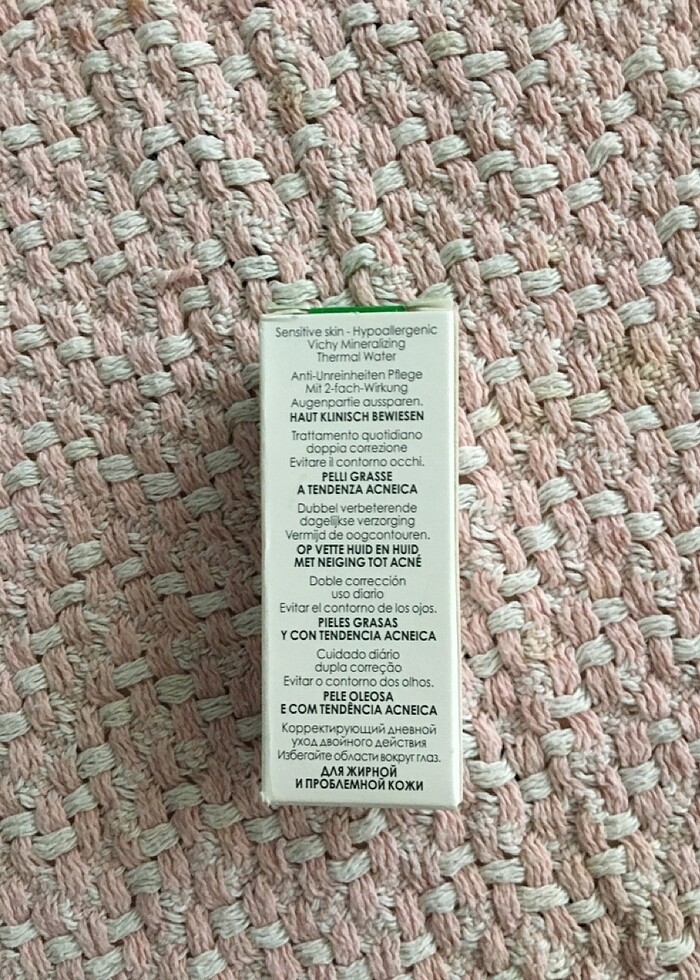 Sensitive skin - Hypoallergenic
Vichy Mineralizing
Thermal Water
Anti-Unreinheiten Pflege
Mit 2-fach-Wirkung
Augenpartie aussparen.
HAUT KLINISCH BEWIESEN
Trattamento quotidiano
doppia correzione
Evitare il contorno occhi.
PELLI GRASSE
A TENDENZA ACNEICA
Dubbel verbeterende
dagelijkse verzorging
Vermijd de oogcontouren.
OP VETTE HUID EN HUID
MET NEIGING TOT ACNÉ
Doble corrección
uso diario
Evitar el contorno de los ojos.
PIELES GRASAS
Y CON TENDENCIA ACNEICA
Cuidado diário
dupla correção
Evitar o contorno dos olhos.
PELE OLEOSA
E COM TENDÊNCIA ACNEICA
Корректирующий дневной
уход двойного действия
Избегайте области вокруг глаз.
ДЛЯ ЖИРНОЙ
И ПРОБЛЕМНОЙ КОЖИ